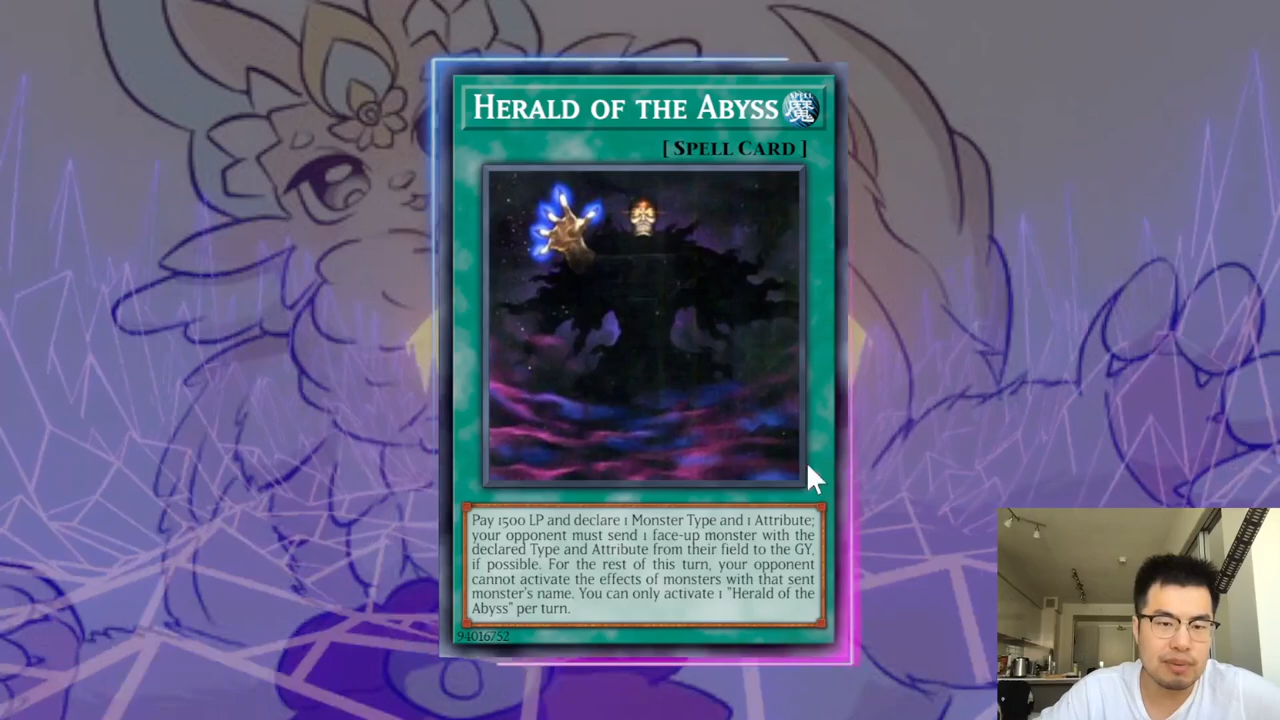 HERALD OF THE ABYSS
[ SPELL CARD ]
Pay 1500 LP and declare 1 Monster Type and 1 Attribute;
your opponent must send 1 face-up monster with the
declared Type and Attribute from their field to the GY,
if possible. For the rest of this turn, your opponent
cannot activate the effects of monsters with that sent
monster's name. You can only activate 1 "Herald of the
Abyss" per turn.
94016752